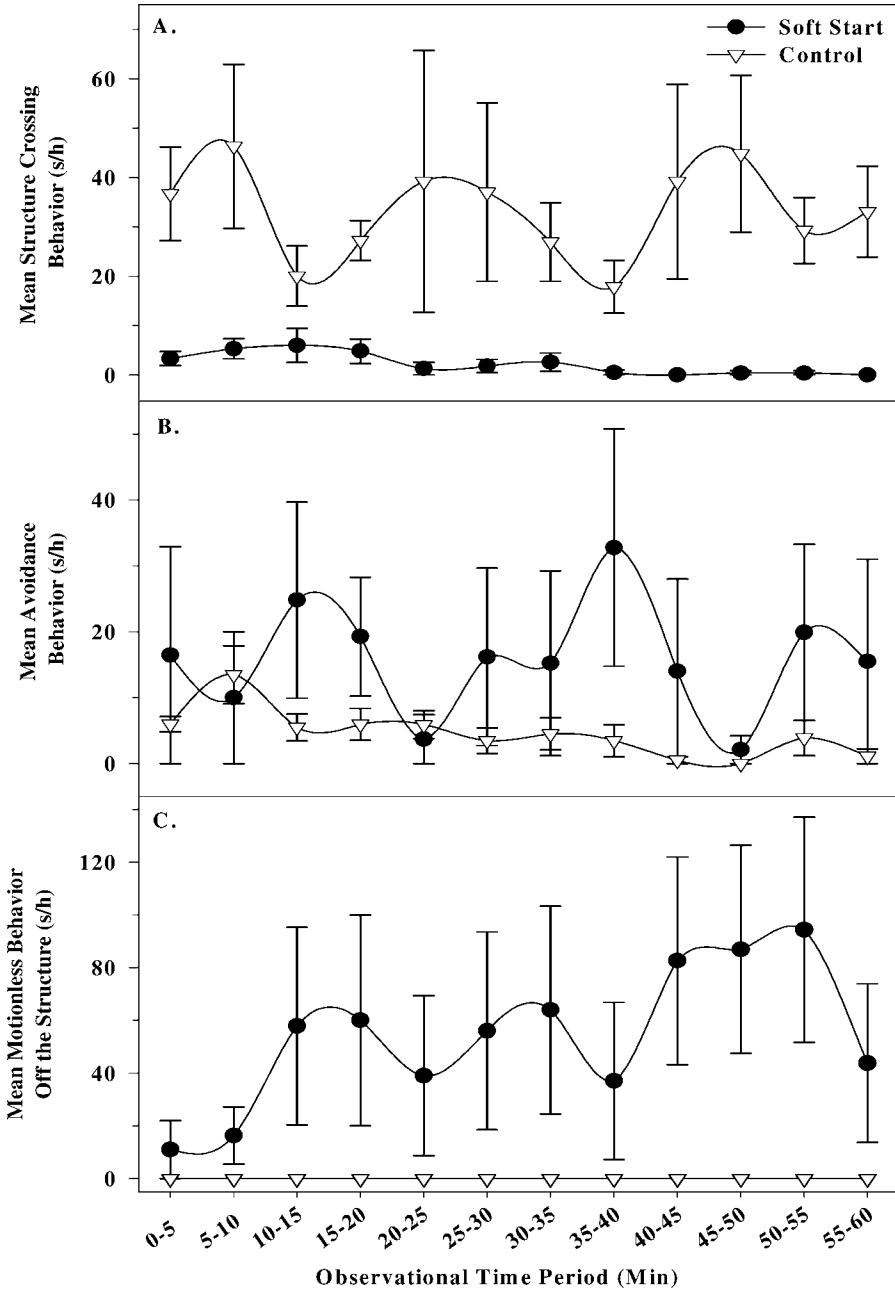 A.
Soft Start
Control
Mean Structure Crossing
Behavior (s/h)
60
40
20
0
B.
Mean Avoidance
Behavior (s/h)
40
20
0
C.
Mean Motionless Behavior
Off the Structure (s/h)
120
80
40
0
0-5
5-10
10-15
15-20
20-25
25-30
30-35
35-40
40-45
45-50
50-55
55-60
Observational Time Period (Min)